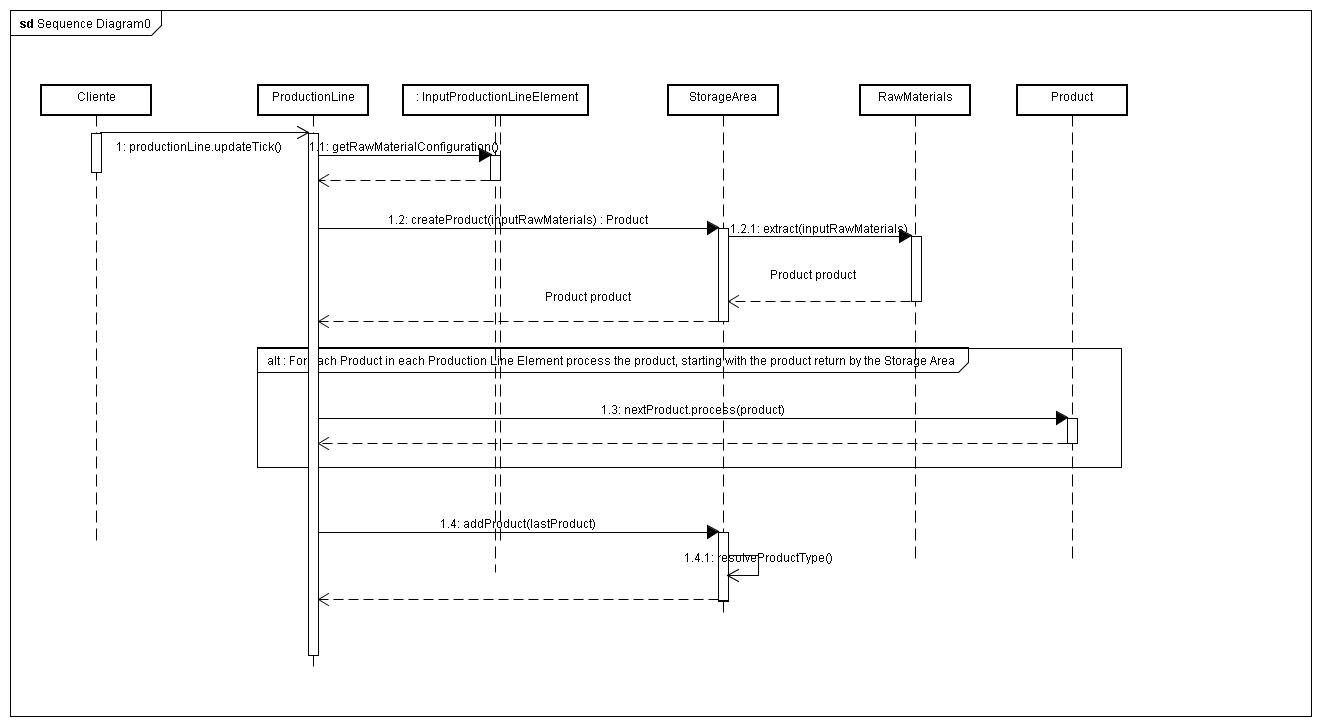 sd Sequence Diagram0
Cliente
ProductionLine
: InputProductionLineElement
StorageArea
RawMaterials
Product
1: productionLine.updateTick()
1.1: getRawMaterialConfiguration()
1.2: createProduct(inputRawMaterials) : Product
1.2.1: extract(inputRawMaterials)
Product product
Product product
alt : For each Product in each Production Line Element process the product, starting with the product return by the Storage Area
1.3: nextProduct.process(product)
1.4: addProduct(lastProduct)
1.4.1: resolveProductType()